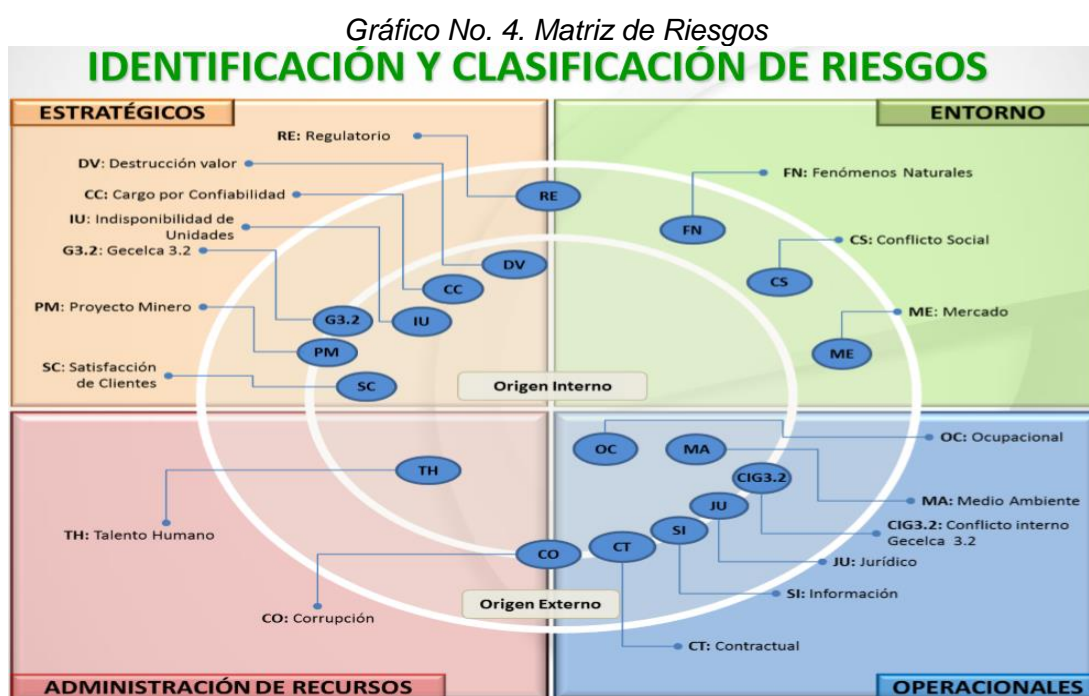 Gráfico No. 4. Matriz de Riesgos
IDENTIFICACIÓN Y CLASIFICACIÓN DE RIESGOS
ESTRATÉGICOS
RE: Regulatorio
DV: Destrucción valor
CC: Cargo por Confiabilidad
IU: Indisponibilidad de
Unidades
G3.2: Gecelca 3.2
PM: Proyecto Minero
SC: Satisfacción
de Clientes
RE
DV
CC
IU
G3.2
PM
SC
ENTORNO
FN: Fenómenos Naturales
CS: Conflicto Social
ME: Mercado
FN
CS
ME
Origen Interno
TH
TH: Talento Humano
CO
CO: Corrupción
Origen Externo
ADMINISTRACIÓN DE RECURSOS
OC
MA
CIG3.2
JU
SI
CT
OC: Ocupacional
MA: Medio Ambiente
CIG3.2: Conflicto interno
Gecelca 3.2
JU: Jurídico
SI: Información
CT: Contractual
OPERACIONALES